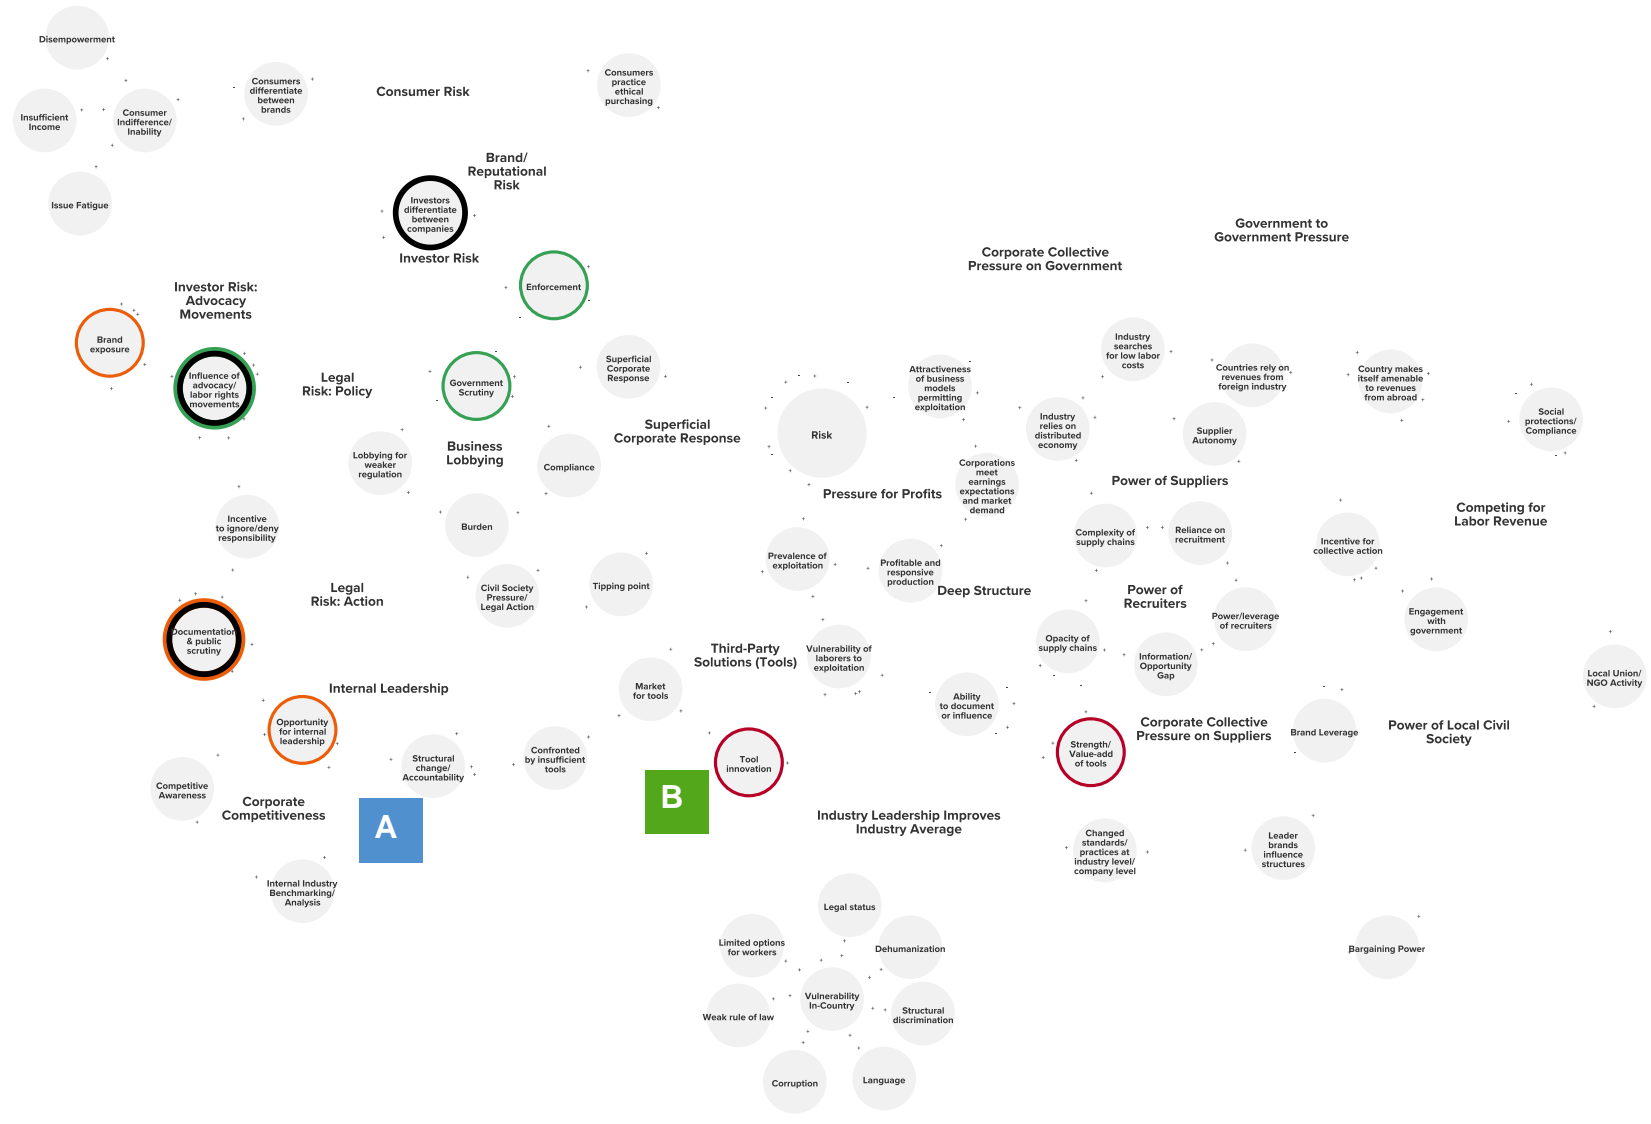 Disempowerment
Insufficient
Income
Consumer
Indifference/
Inability
Issue Fatigue
Consumers
differentiate
between
brands
Consumer Risk
Consumers
practice
ethical
purchasing
Brand/
Reputational
Risk
Investors
differentiate
between
companies
Investor Risk
Enforcement
Investor Risk:
Advocacy
Movements
Brand
exposure
Influence of
advocacy/
labor rights
movements
Legal
Risk: Policy
Government
Scrutiny
Superficial
Corporate
Response
Superficial
Corporate Response
Business
Lobbying
Lobbying for
weaker
regulation
Compliance
Incentive
to ignore/deny
responsibility
Burden
Legal
Risk: Action
Civil Society
Pressure/
Legal Action
Tipping point
Documentation
& public
scrutiny
Internal Leadership
Opportunity
for internal
leadership
Structural
change/
Accountability
Confronted
by insufficient
tools
Market
for tools
Third-Party
Solutions (Tools)
Tool
innovation
Competitive
Awareness
Corporate
Competitiveness
A
B
Internal Industry
Benchmarking/
Analysis
Government to
Government Pressure
Corporate Collective
Pressure on Government
Risk
Attractiveness
of business
models
permitting
exploitation
Industry
searches
for low labor
costs
Countries rely on
revenues from
foreign industry
Country makes
itself amenable
to revenues
from abroad
Social
protections/
Compliance
Industry
relies on
distributed
economy
Supplier
Autonomy
Pressure for Profits
Corporations
meet
earnings
expectations
and market
demand
Power of Suppliers
Competing for
Labor Revenue
Complexity of
supply chains
Reliance on
recruitment
Incentive for
collective action
Prevalence of
exploitation
Profitable and
responsive
production
Deep Structure
Power of
Recruiters
Power/leverage
of recruiters
Engagement
with
government
Vulnerability of
laborers to
exploitation
Opacity of
supply chains
Information/
Opportunity
Gap
Local Union/
NGO Activity
Ability
to document
or influence
Strength/
Value-add
of tools
Corporate Collective
Pressure on Suppliers
Brand Leverage
Power of Local Civil
Society
Industry Leadership Improves
Industry Average
Changed
standards/
practices at
industry level/
company level
Leader
brands
influence
structures
Bargaining Power
Legal status
Limited options
for workers
Dehumanization
Vulnerability
In-Country
Weak rule of law
Structural
discrimination
Corruption
Language